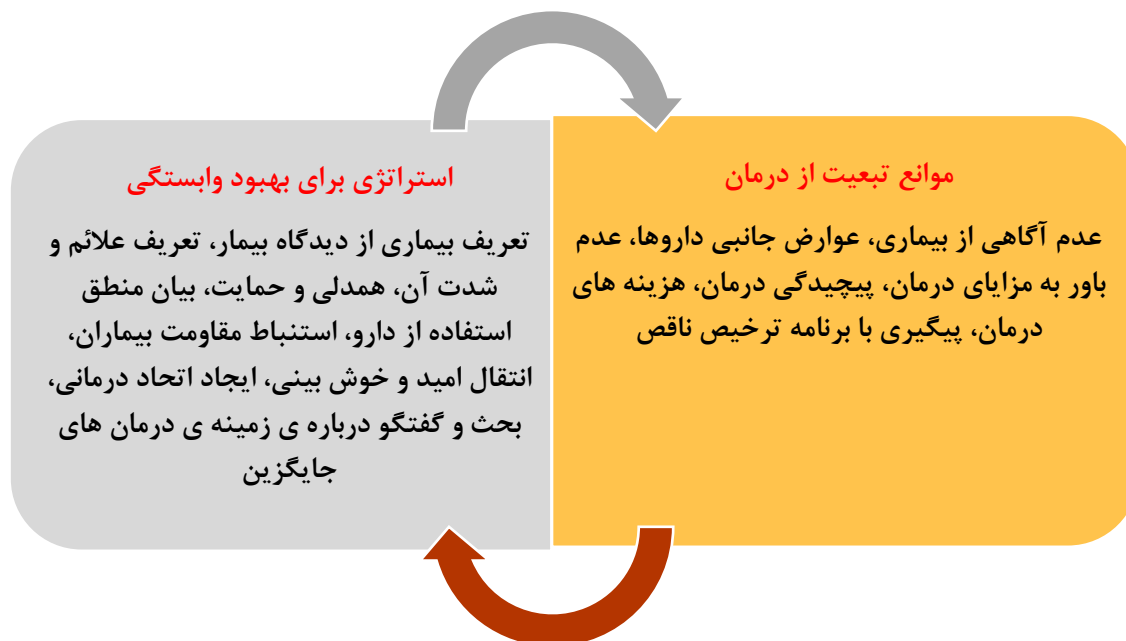 موانع تبعیت از درمان
عدم آگاهی از بیماری، عوارض جانبی داروها، عدم
باور به مزایای درمان، پیچیدگی درمان، هزینه های
درمان، پیگیری با برنامه ترخیص ناقص
استراتژی برای بهبود وابستگی
تعریف بیماری از دیدگاه بیمار، تعریف علائم و
شدت آن، همدلی و حمایت، بیان منطق
استفاده از دارو، استنباط مقاومت بیماران،
انتقال امید و خوش بینی، ایجاد اتحاد درمانی،
بحث و گفتگو درباره ی زمینه ی درمان های
جایگزین